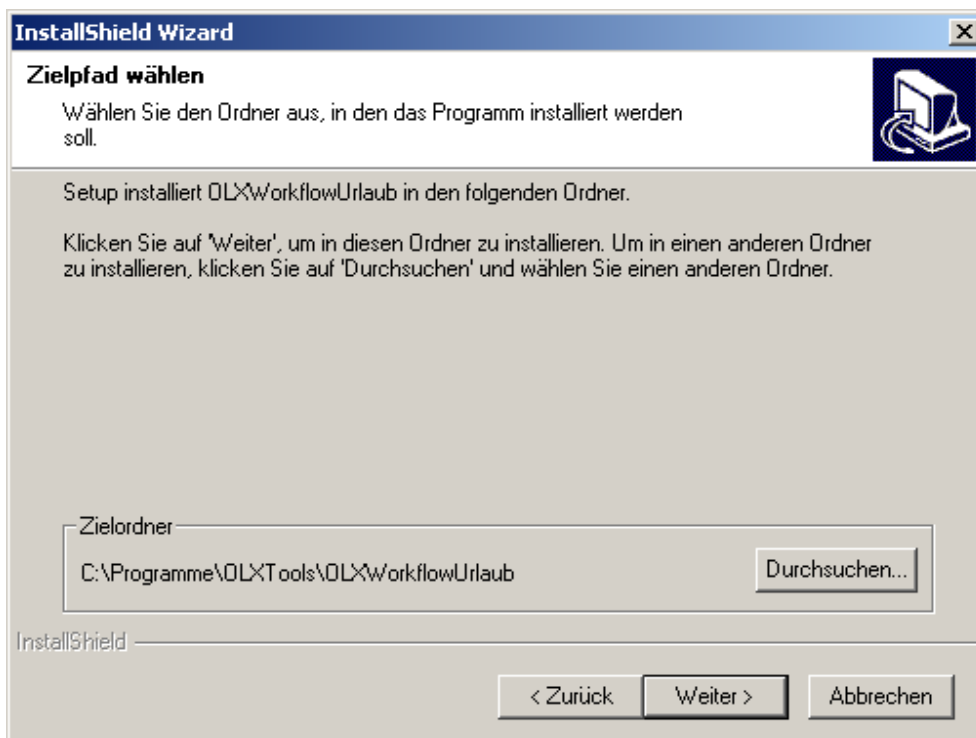 InstallShield Wizard
Zielpfad wählen
Wählen Sie den Ordner aus, in den das Programm installiert werden
soll.
Setup installiert OLXWorkflowUrlaub in den folgenden Ordner.
Klicken Sie auf 'Weiter', um in diesen Ordner zu installieren. Um in einen anderen Ordner
zu installieren, klicken Sie auf 'Durchsuchen' und wählen Sie einen anderen Ordner.
Zielordner
C:\Programme\OLXTools\OLXWorkflowUrlaub
Durchsuchen...
InstallShield
< Zurück
Weiter >
Abbrechen